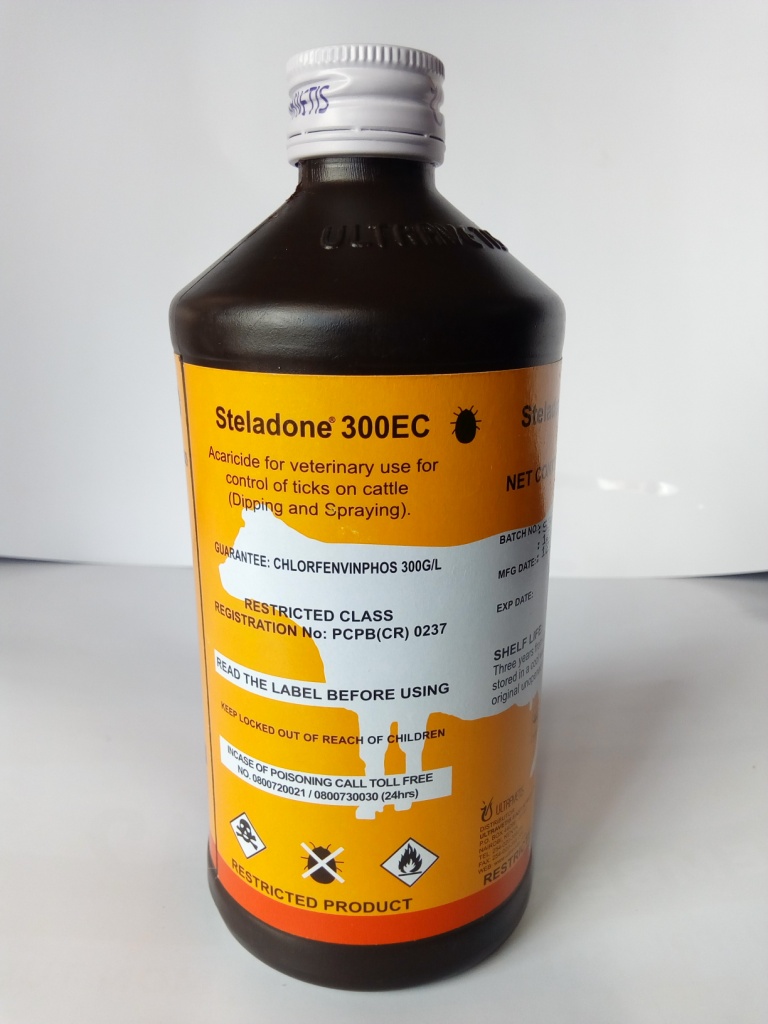 ULTRAVETIS
Steladone® 300EC
Acaricide for veterinary use for
control of ticks on cattle
(Dipping and Spraying).
GUARANTEE: CHLORFENVINPHOS 300G/L
RESTRICTED CLASS
REGISTRATION No: PCPB(CR) 0237
READ THE LABEL BEFORE USING
KEEP LOCKED OUT OF REACH OF CHILDREN
INCASE OF POISONING CALL TOLL FREE
NO. 0800720021 / 0800730030 (24hrs)
RESTRICTED PRODUCT
NET
BATCH NO.:
MFG DATE:
EXP DATE:
SHELF
Three years
stored in a
original
ULTRAVETIS